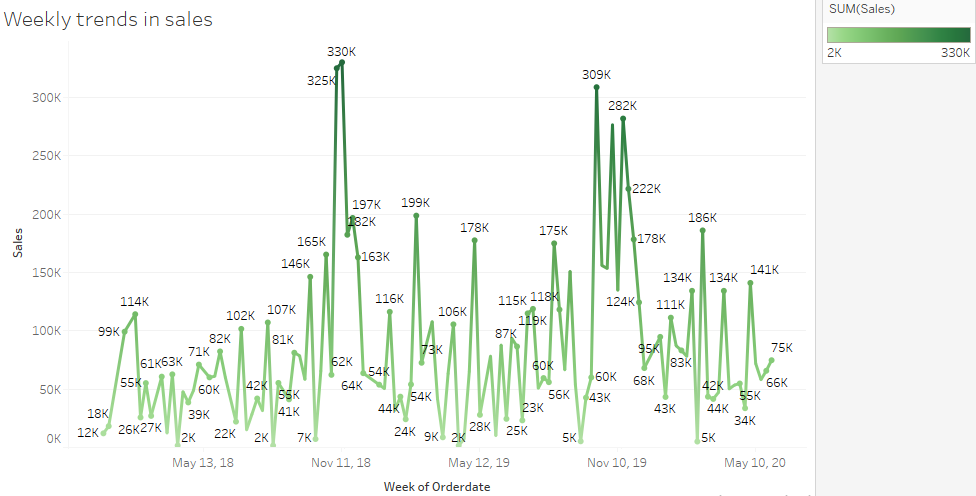 Weekly trends in sales
SUM(Sales)
2K 330K
330K
325K
309K
300K
282K
250K
222K
200K
197K
182K
199K
186K
178K
178K
175K
165K
163K
150K
146K
141K
134K
134K
124K
119K
118K
115K
116K
114K
111K
107K
106K
102K
100K
99K
95K
87K
83K
82K
81K
75K
73K
71K
68K
66K
64K
63K
62K
61K
60K
60K
60K
56K
55K
55K
54K
54K
50K
44K
44K
43K
43K
42K
42K
41K
39K
34K
28K
27K
26K
25K
24K
23K
22K
18K
12K
9K
7K
5K
5K
2K
2K
2K
0K
Sales
May 13, 18
Nov 11, 18
May 12, 19
Nov 10, 19
May 10, 20
Week of Orderdate